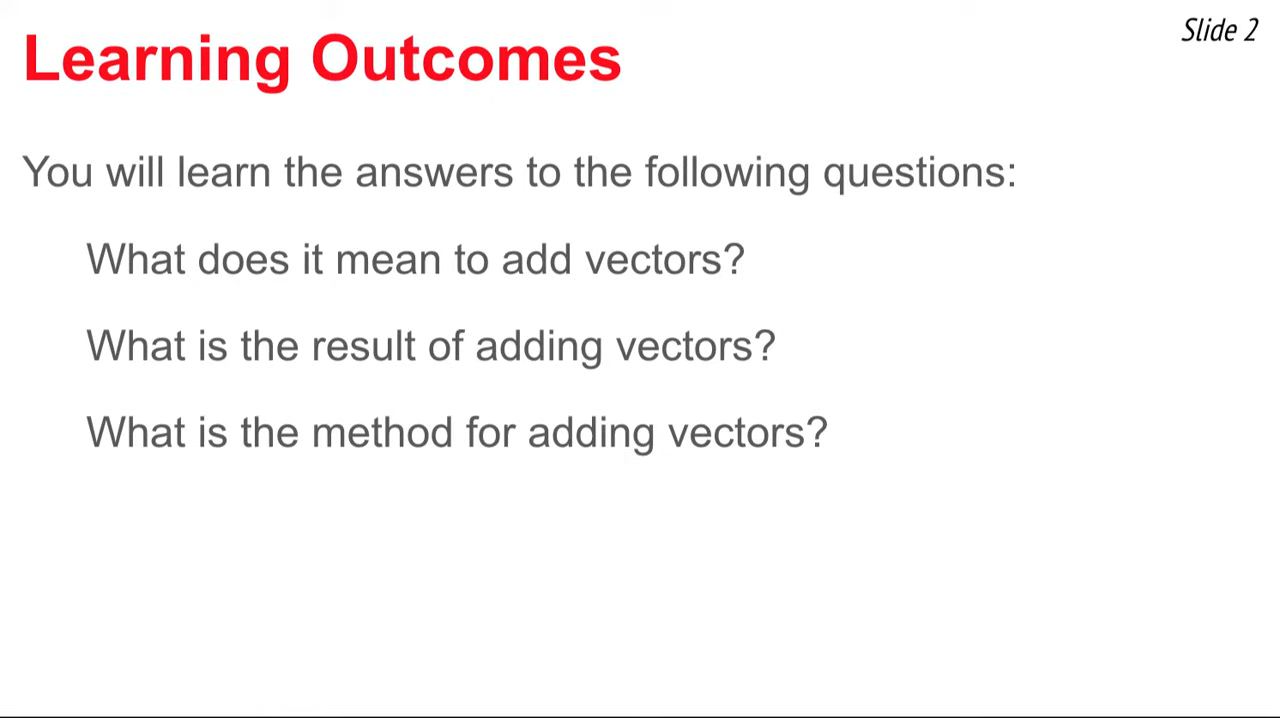 Slide 2
Learning Outcomes
You will learn the answers to the following questions:
What does it mean to add vectors?
What is the result of adding vectors?
What is the method for adding vectors?